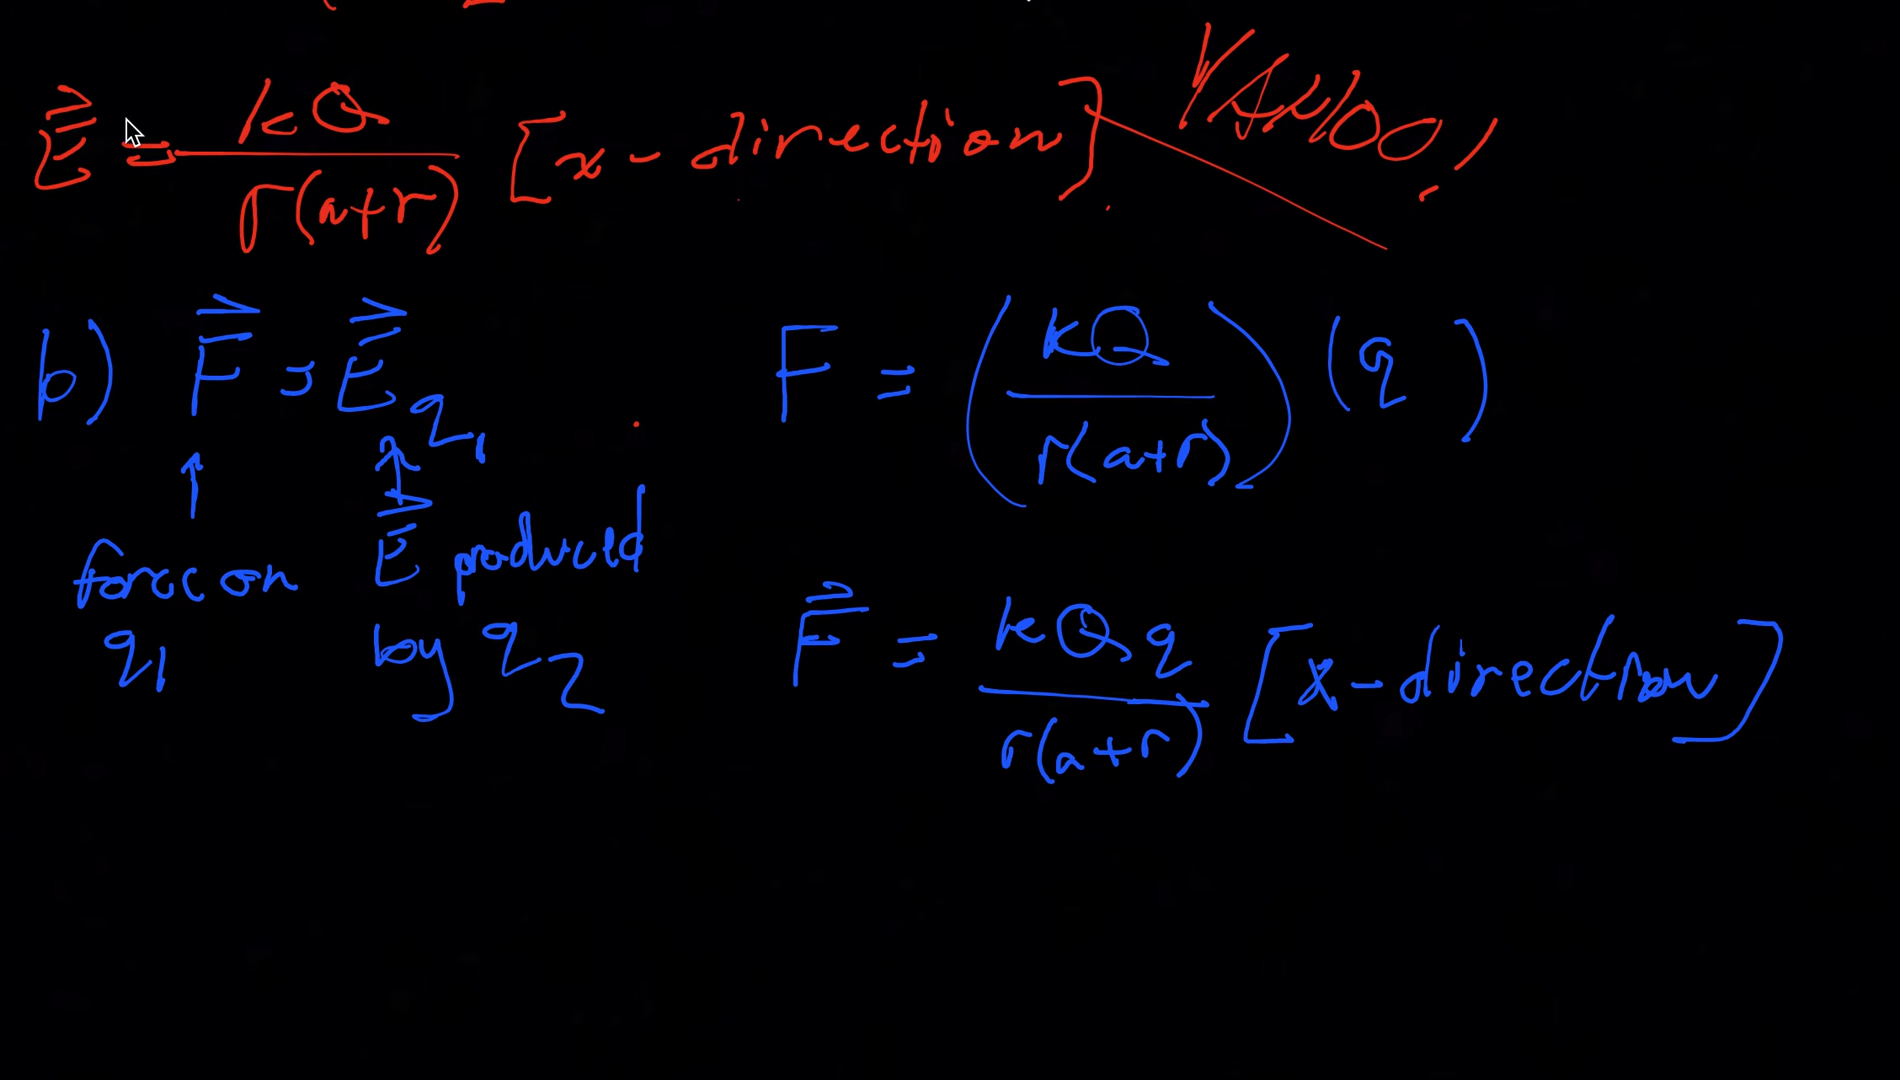 E⃗ = kQ / r(a+r) [x - direction]. YAHOO!
b) F⃗ = E⃗ q₁
F = (kQ / r(a+r)) (q)
force on q₁
E⃗ produced by q₂
F⃗ = kQq / r(a+r) [x - direction]